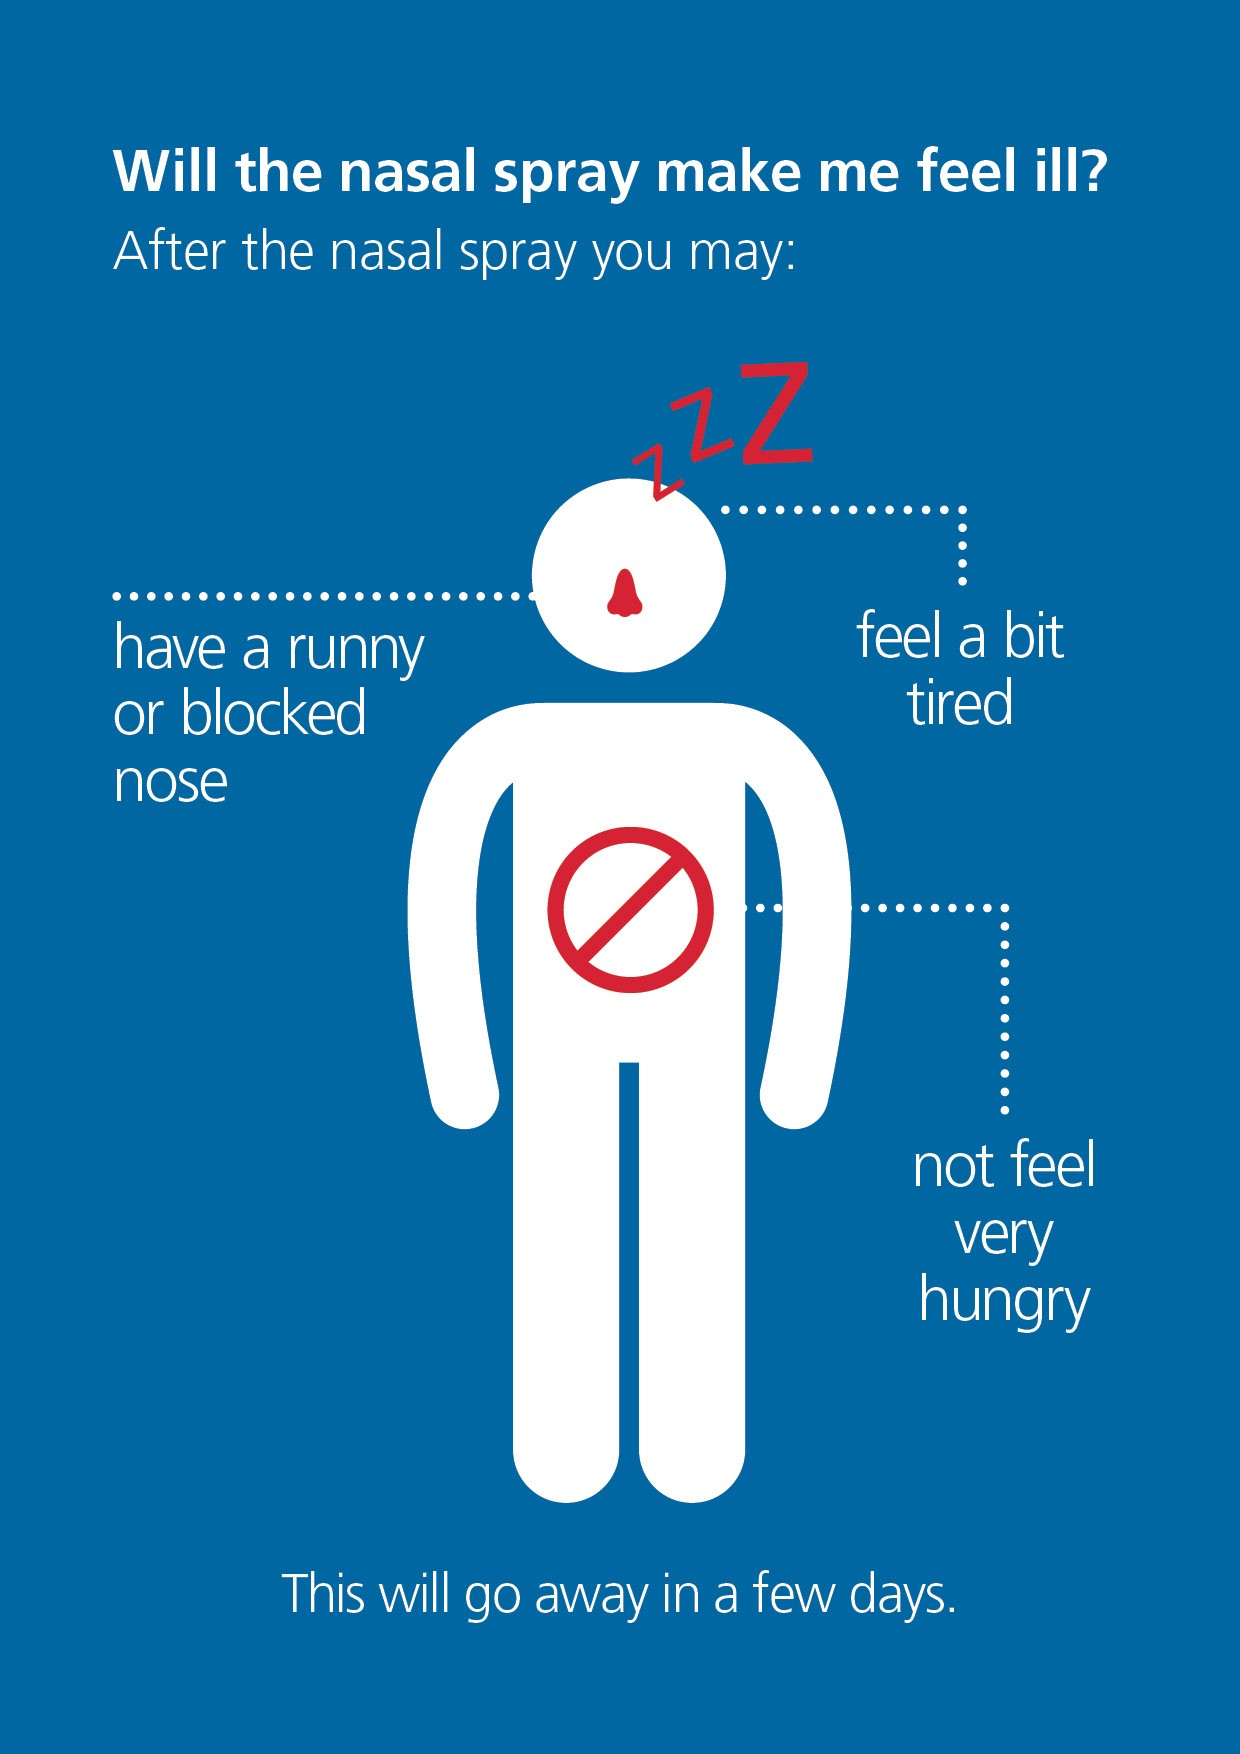 Will the nasal spray make me feel ill?
After the nasal spray you may:
z z Z
have a runny
or blocked
nose
feel a bit
tired
not feel
very
hungry
This will go away in a few days.